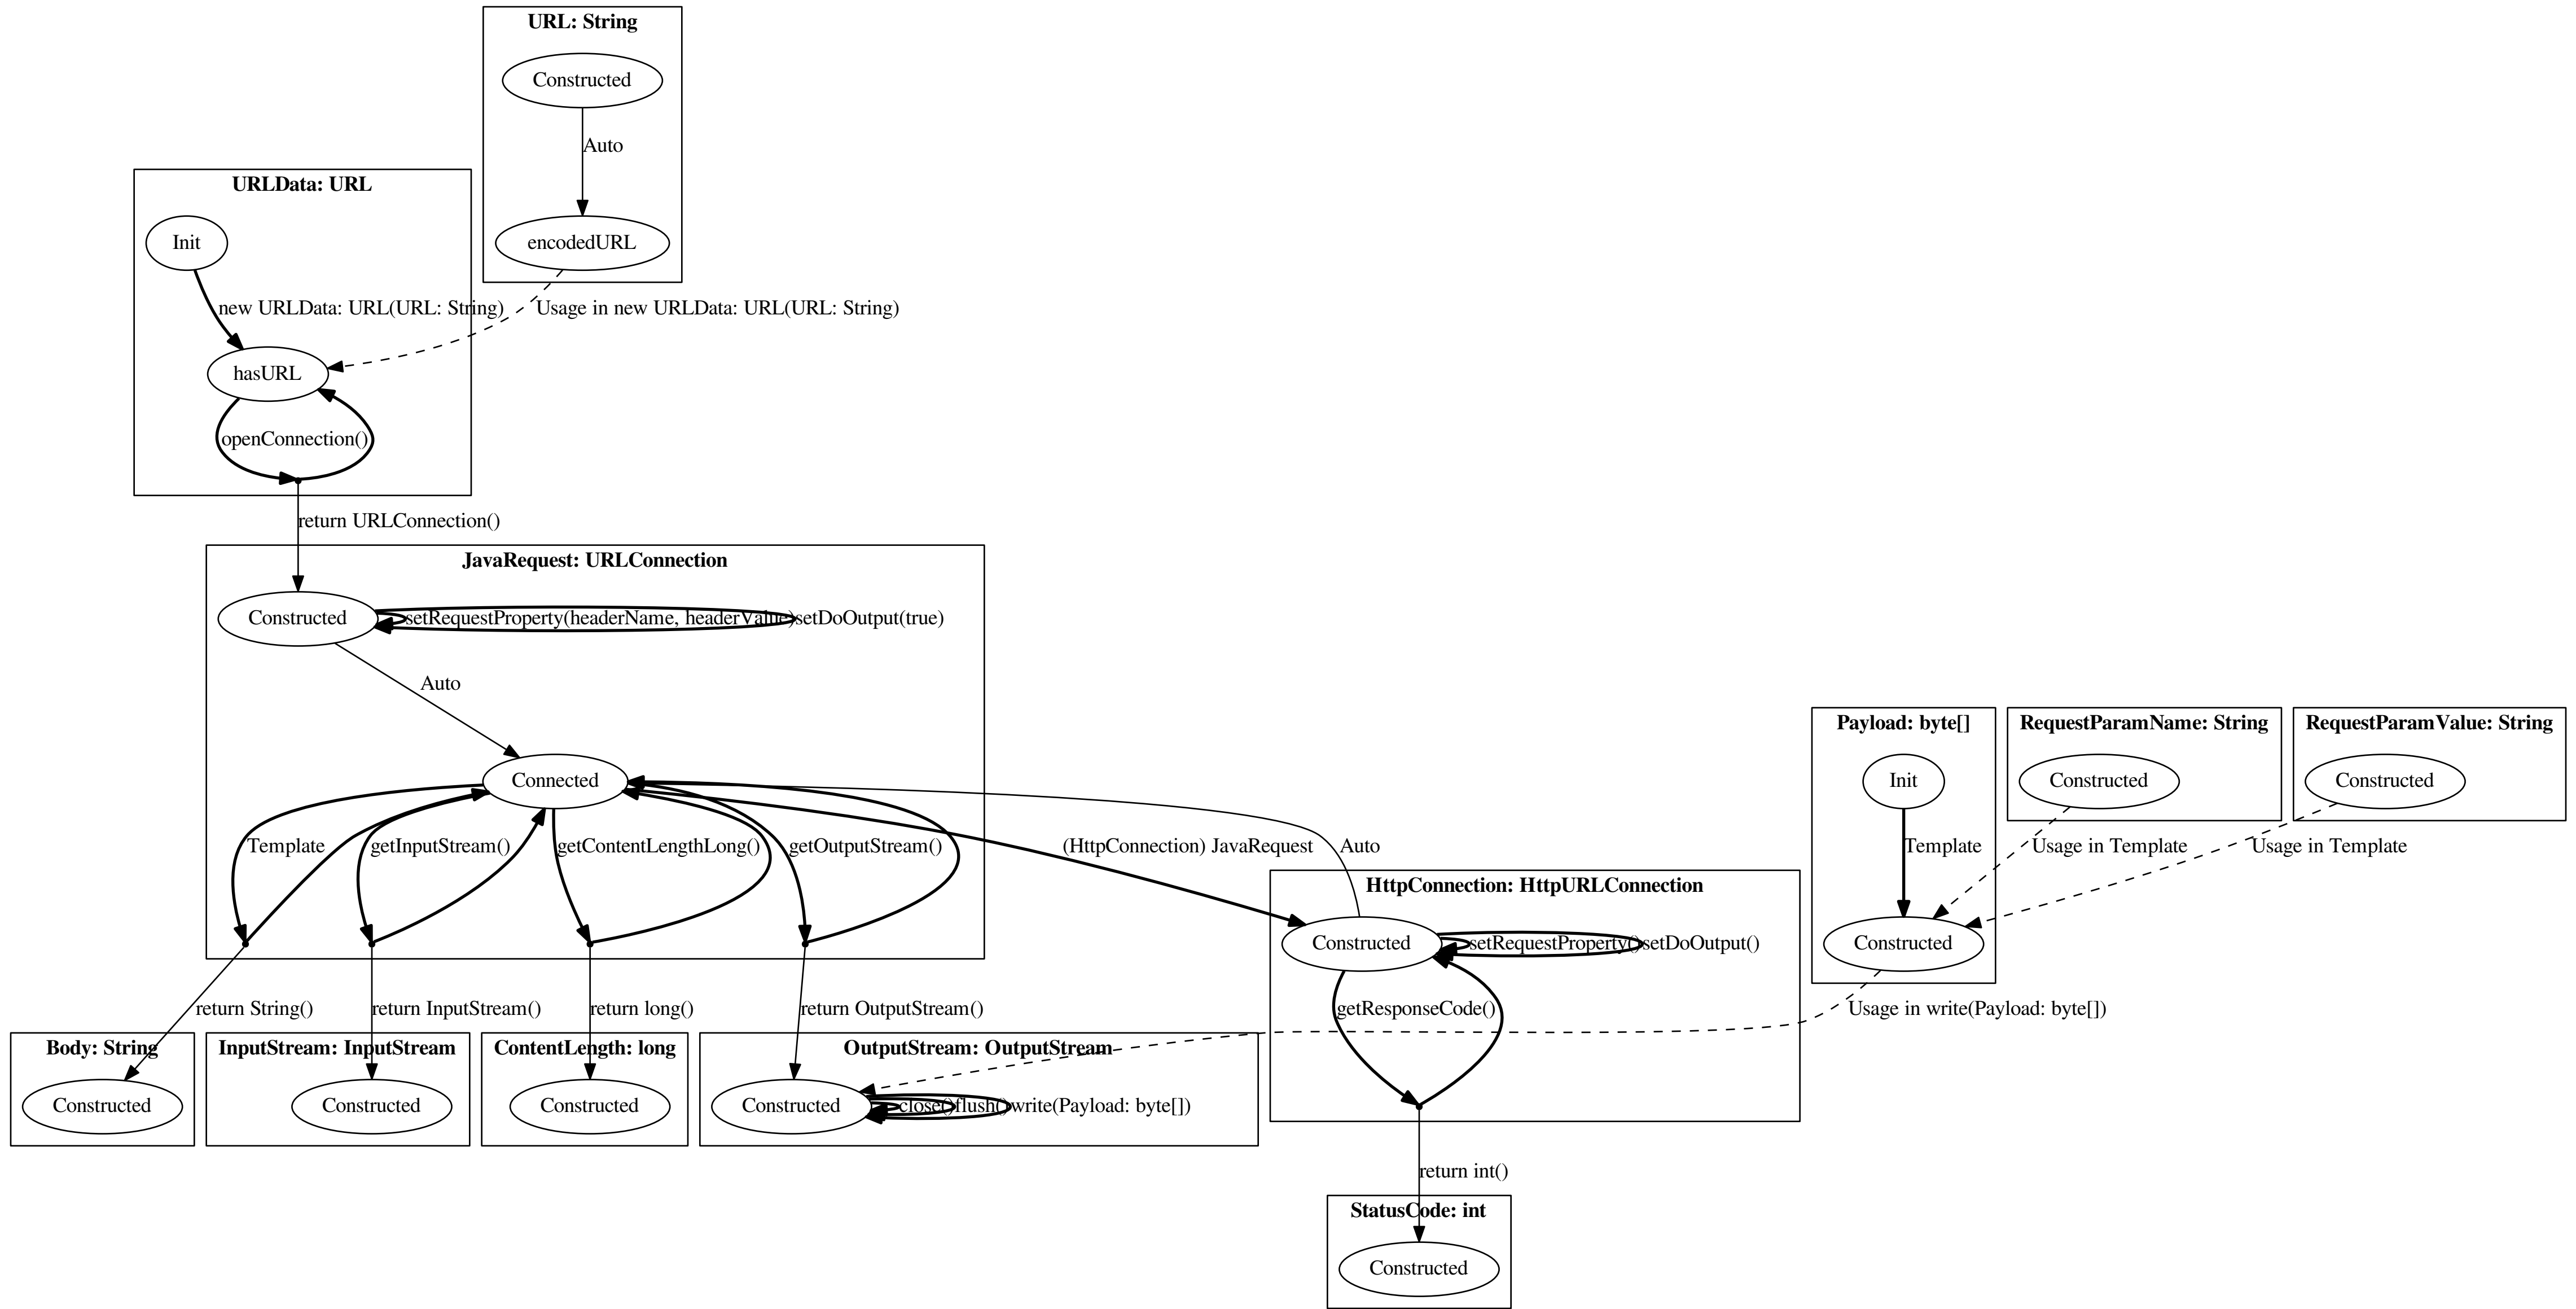 URL: String
Constructed
Auto
URLData: URL
Init
encodedURL
new URLData: URL(URL: String)
Usage in new URLData: URL(URL: String)
hasURL
openConnection()
return URLConnection()
JavaRequest: URLConnection
Constructed
setRequestProperty(headerName, headerValue)
setDoOutput(true)
Auto
Connected
Template
getInputStream()
getContentLengthLong()
getOutputStream()
(HttpConnection) JavaRequest
Auto
Payload: byte[]
Init
Template
Constructed
RequestParamName: String
Constructed
Usage in Template
RequestParamValue: String
Constructed
Usage in Template
HttpConnection: HttpURLConnection
Constructed
setRequestProperty()
setDoOutput()
getResponseCode()
Usage in write(Payload: byte[])
return String()
return InputStream()
return long()
return OutputStream()
Body: String
Constructed
InputStream: InputStream
Constructed
ContentLength: long
Constructed
OutputStream: OutputStream
Constructed
close()
flush()
write(Payload: byte[])
return int()
StatusCode: int
Constructed